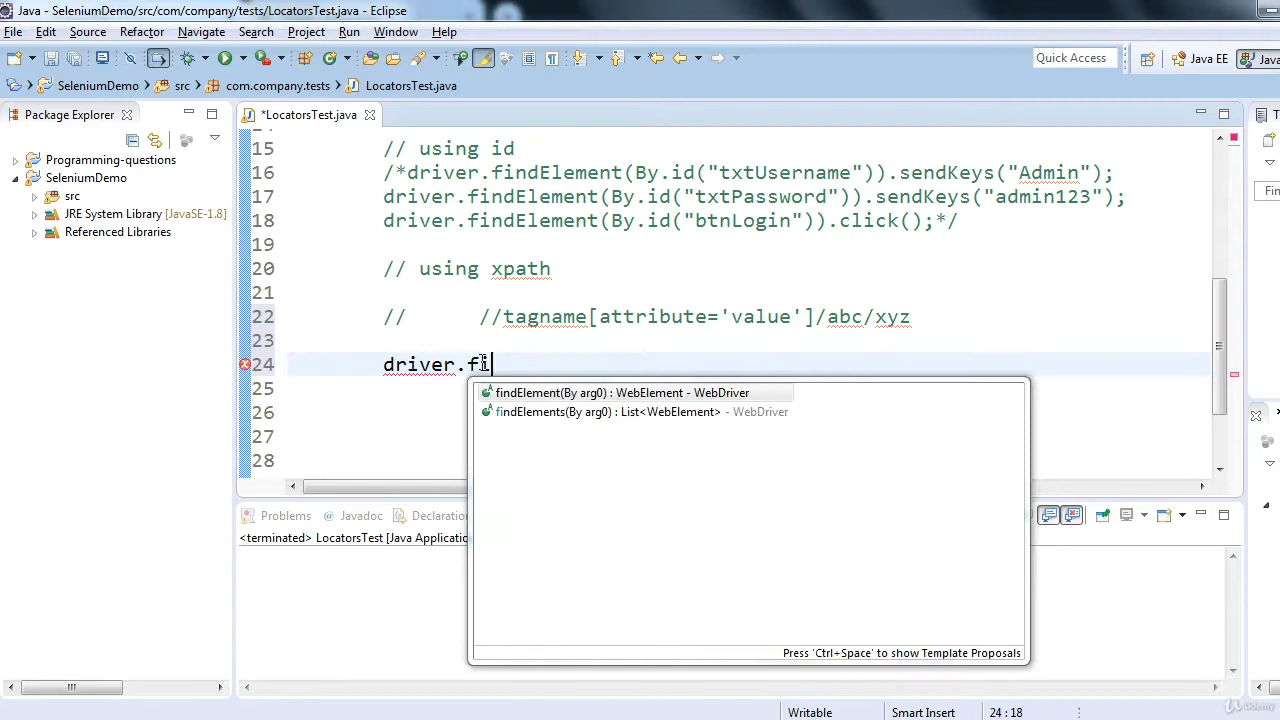 Java - SeleniumDemo/src/com/company/tests/LocatorsTest.java - Eclipse
File Edit Source Refactor Navigate Search Project Run Window Help
Quick Access Java EE Java
SeleniumDemo src com.company.tests LocatorsTest.java
Package Explorer
*LocatorsTest.java
Programming-questions
SeleniumDemo
src
JRE System Library [JavaSE-1.8]
Referenced Libraries
15 // using id
16 /*driver.findElement(By.id("txtUsername")).sendKeys("Admin");
17 driver.findElement(By.id("txtPassword")).sendKeys("admin123");
18 driver.findElement(By.id("btnLogin")).click();*/
19
20 // using xpath
21
22 // //tagname[attribute='value']/abc/xyz
23
24 driver.fi
25
26
27
28
findElement(By arg0) : WebElement - WebDriver
findElements(By arg0) : List<WebElement> - WebDriver
Press 'Ctrl+Space' to show Template Proposals
T
Fin
Problems Javadoc Declaration
<terminated> LocatorsTest [Java Applicatio
Writable Smart Insert 24 : 18
Udemy